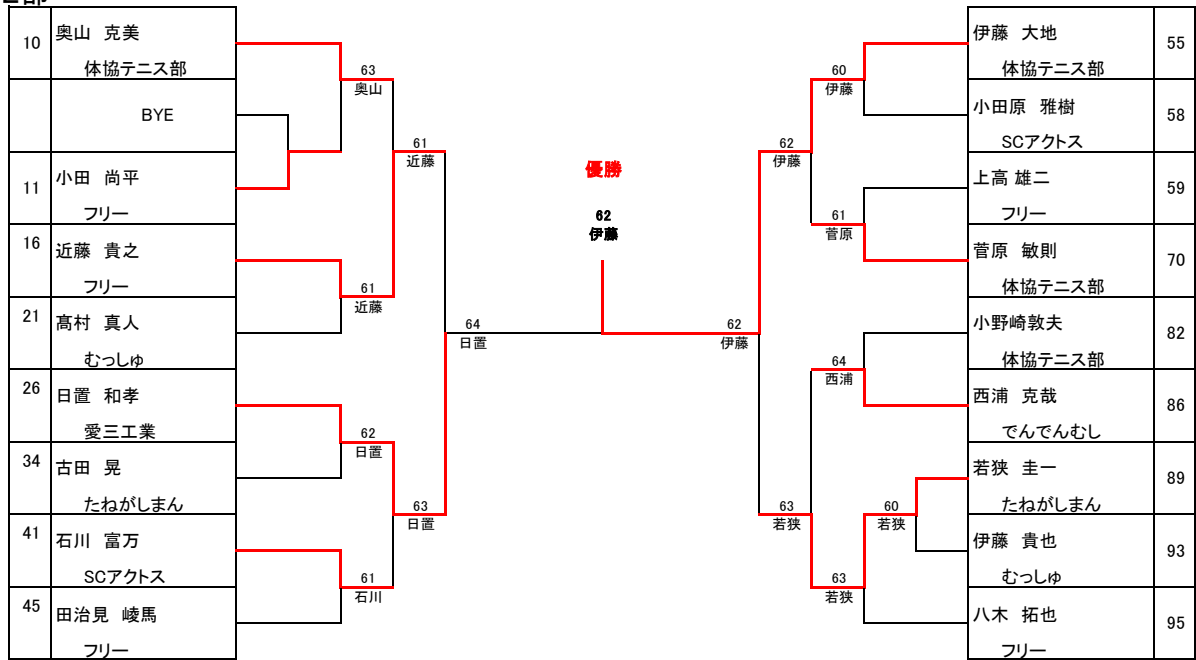 10
奥山 克美
体協テニス部
BYE
11
小田 尚平
フリー
16
近藤 貴之
フリー
21
髙村 真人
むっしゅ
26
日置 和孝
愛三工業
34
古田 晃
たねがしまん
41
石川 富万
SCアクトス
45
田治見 崚馬
フリー
63
奥山
61
近藤
62
日置
61
石川
61
近藤
63
日置
64
日置
優勝
62
伊藤
62
伊藤
62
伊藤
63
若狭
60
伊藤
61
菅原
64
西浦
63
若狭
60
若狭
伊藤 大地
体協テニス部
55
小田原 雅樹
SCアクトス
58
上高 雄二
フリー
59
菅原 敏則
体協テニス部
70
小野崎敦夫
体協テニス部
82
西浦 克哉
でんでんむし
86
若狭 圭一
たねがしまん
89
伊藤 貴也
むっしゅ
93
八木 拓也
フリー
95